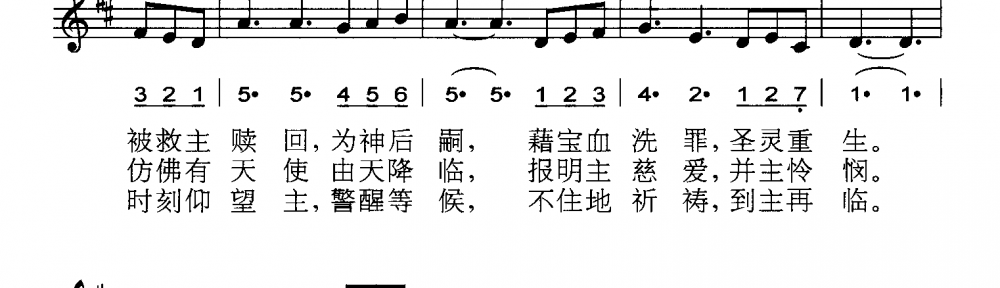 3 2 1 | 5• 5• 4 5 6 | 5• 5• 1 2 3 | 4• 2• 1 2 7 | 1• 1• |
被救主赎回,为神后嗣,藉宝血洗罪,圣灵重生。
仿佛有天使由天降临,报明主慈爱,并主怜悯。
时刻仰望主,警醒等候,不住地祈祷,到主再临。